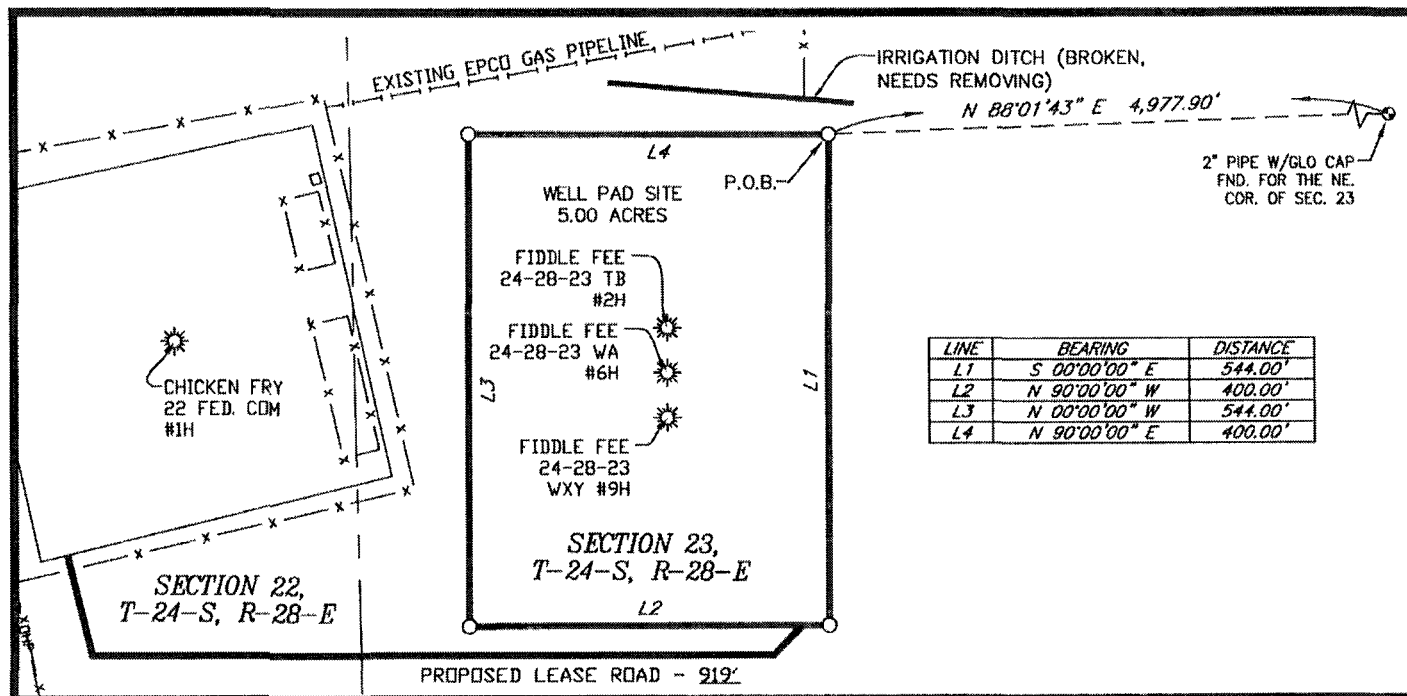 EXISTING EPCO GAS PIPELINE
IRRIGATION DITCH (BROKEN,
NEEDS REMOVING)
N 88°01'43" E 4,977.90'
2" PIPE W/GLO CAP
FND. FOR THE NE.
COR. OF SEC. 23
L4
P.O.B.
WELL PAD SITE
5.00 ACRES
FIDDLE FEE
24-28-23 TB
#2H
FIDDLE FEE
24-28-23 WA
#6H
FIDDLE FEE
24-28-23
WXY #9H
L3
L1
CHICKEN FRY
22 FED. COM
#1H
LINE BEARING DISTANCE
L1 S 00°00'00" E 544.00'
L2 N 90°00'00" W 400.00'
L3 N 00°00'00" W 544.00'
L4 N 90°00'00" E 400.00'
SECTION 23,
T-24-S, R-28-E
SECTION 22,
T-24-S, R-28-E
L2
PROPOSED LEASE ROAD - 919'